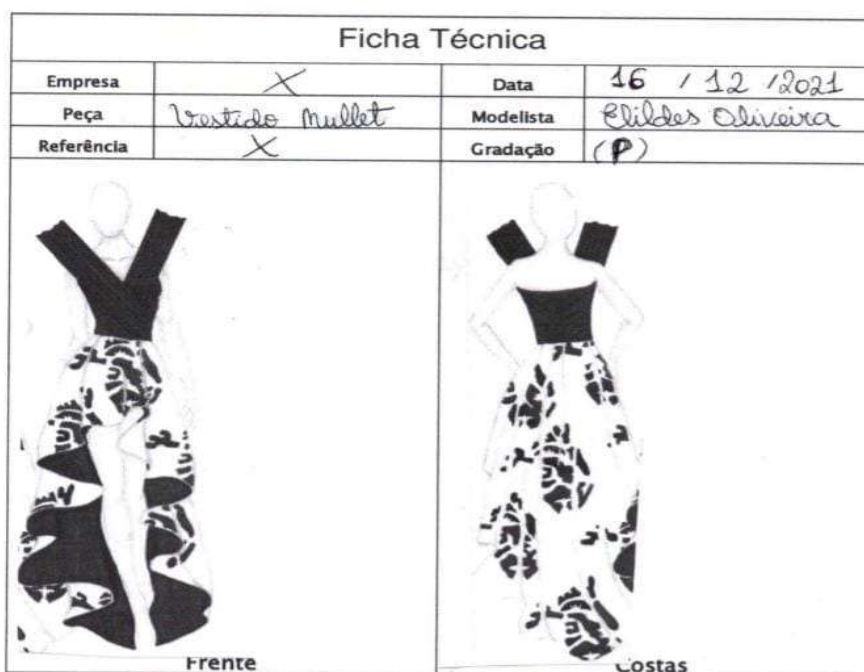 Ficha Técnica
Empresa X Data 16 / 12 / 2021
Peça Vestido Mullet Modelista Elildes Oliveira
Referência X Gradação (P)
Frente Costas